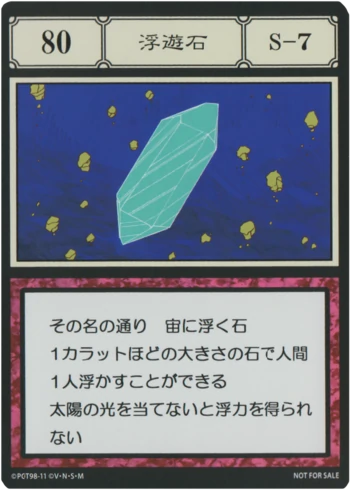 80 浮遊石 S-7
その名の通り 宙に浮く石
1カラットほどの大きさの石で人間
1人浮かすことができる
太陽の光を当てないと浮力を得られ
ない
©POT98-11 ©V・N・S・M NOT FOR SALE